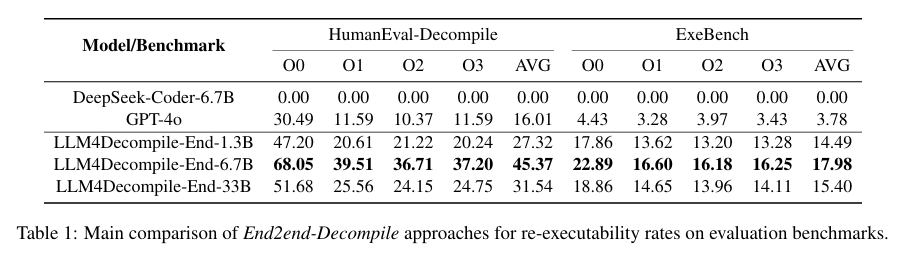 Model/Benchmark HumanEval-Decompile ExeBench
O0 O1 O2 O3 AVG O0 O1 O2 O3 AVG
DeepSeek-Coder-6.7B 0.00 0.00 0.00 0.00 0.00 0.00 0.00 0.00 0.00 0.00
GPT-4o 30.49 11.59 10.37 11.59 16.01 4.43 3.28 3.97 3.43 3.78
LLM4Decompile-End-1.3B 47.20 20.61 21.22 20.24 27.32 17.86 13.62 13.20 13.28 14.49
LLM4Decompile-End-6.7B 68.05 39.51 36.71 37.20 45.37 22.89 16.60 16.18 16.25 17.98
LLM4Decompile-End-33B 51.68 25.56 24.15 24.75 31.54 18.86 14.65 13.96 14.11 15.40
Table 1: Main comparison of End2end-Decompile approaches for re-executability rates on evaluation benchmarks.